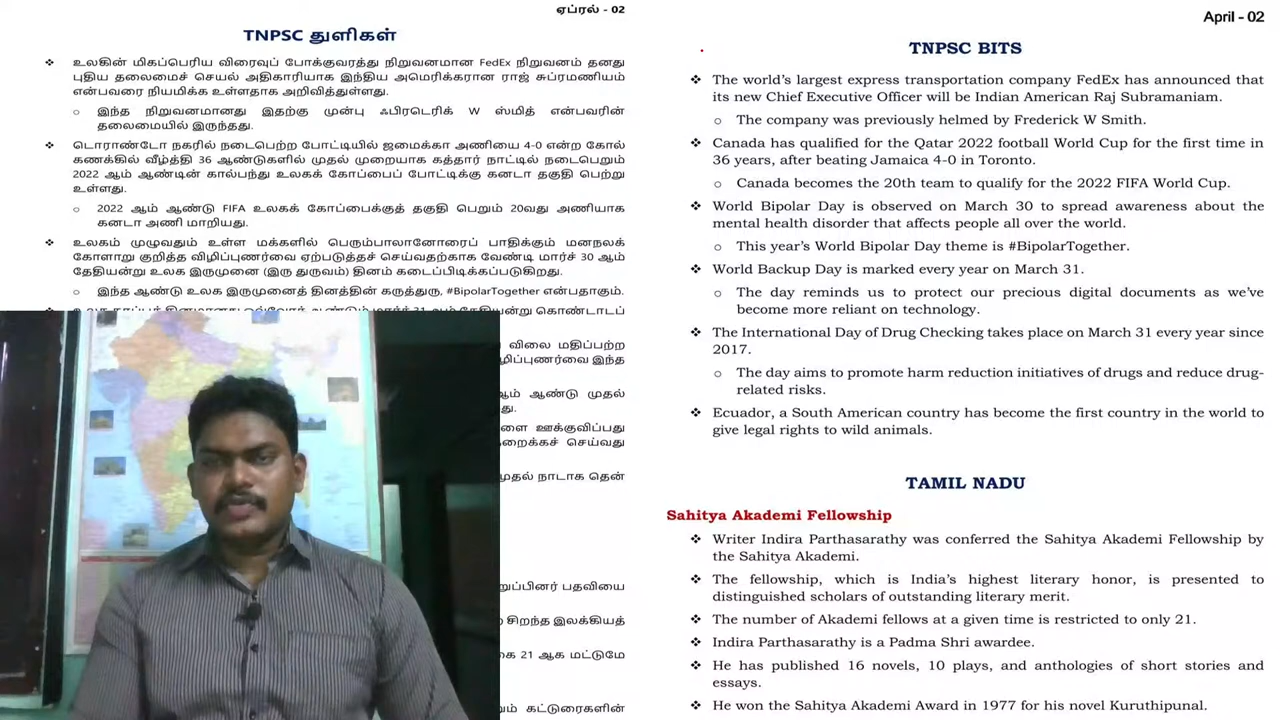 ஏப்ரல் - 02
TNPSC துளிகள்
❖ உலகின் மிகப்பெரிய விரைவுப் போக்குவரத்து நிறுவனமான FedEx நிறுவனம் தனது
புதிய தலைமைச் செயல் அதிகாரியாக இந்திய அமெரிக்கரான ராஜ் சுப்ரமணியம்
என்பவரை நியமிக்க உள்ளதாக அறிவித்துள்ளது.
o இந்த நிறுவனமானது இதற்கு முன்பு ஃபிரடெரிக் W ஸ்மித் என்பவரின்
தலைமையில் இருந்தது.
❖ டொராண்டோ நகரில் நடைபெற்ற போட்டியில் ஜமைக்கா அணியை 4-0 என்ற கோல்
கணக்கில் வீழ்த்தி 36 ஆண்டுகளில் முதல் முறையாக கத்தார் நாட்டில் நடைபெறும்
2022 ஆம் ஆண்டின் கால்பந்து உலகக் கோப்பைப் போட்டிக்கு கனடா தகுதி பெற்று
உள்ளது.
o 2022 ஆம் ஆண்டு FIFA உலகக் கோப்பைக்குத் தகுதி பெறும் 20வது அணியாக
கனடா அணி மாறியது.
❖ உலகம் முழுவதும் உள்ள மக்களில் பெரும்பாலானோரைப் பாதிக்கும் மனநலக்
கோளாறு குறித்த விழிப்புணர்வை ஏற்படுத்தச் செய்வதற்காக வேண்டி மார்ச் 30 ஆம்
தேதியன்று உலக இருமுனை (இரு துருவம்) தினம் கடைப்பிடிக்கப்படுகிறது.
o இந்த ஆண்டு உலக இருமுனைத் தினத்தின் கருத்துரு, #BipolarTogether என்பதாகும்.
விலை மதிப்பற்ற
இந்த
ஆண்டு முதல்
ஊக்குவிப்பது
செய்வது
நாடாக தென்
பதவியை
சிறந்த இலக்கியத்
21 ஆக மட்டுமே
கட்டுரைகளின்
April - 02
TNPSC BITS
❖ The world's largest express transportation company FedEx has announced that
its new Chief Executive Officer will be Indian American Raj Subramaniam.
o The company was previously helmed by Frederick W Smith.
❖ Canada has qualified for the Qatar 2022 football World Cup for the first time in
36 years, after beating Jamaica 4-0 in Toronto.
o Canada becomes the 20th team to qualify for the 2022 FIFA World Cup.
❖ World Bipolar Day is observed on March 30 to spread awareness about the
mental health disorder that affects people all over the world.
o This year's World Bipolar Day theme is #BipolarTogether.
❖ World Backup Day is marked every year on March 31.
o The day reminds us to protect our precious digital documents as we've
become more reliant on technology.
❖ The International Day of Drug Checking takes place on March 31 every year since
2017.
o The day aims to promote harm reduction initiatives of drugs and reduce drug-
related risks.
❖ Ecuador, a South American country has become the first country in the world to
give legal rights to wild animals.
TAMIL NADU
Sahitya Akademi Fellowship
❖ Writer Indira Parthasarathy was conferred the Sahitya Akademi Fellowship by
the Sahitya Akademi.
❖ The fellowship, which is India's highest literary honor, is presented to
distinguished scholars of outstanding literary merit.
❖ The number of Akademi fellows at a given time is restricted to only 21.
❖ Indira Parthasarathy is a Padma Shri awardee.
❖ He has published 16 novels, 10 plays, and anthologies of short stories and
essays.
❖ He won the Sahitya Akademi Award in 1977 for his novel Kuruthipunal.